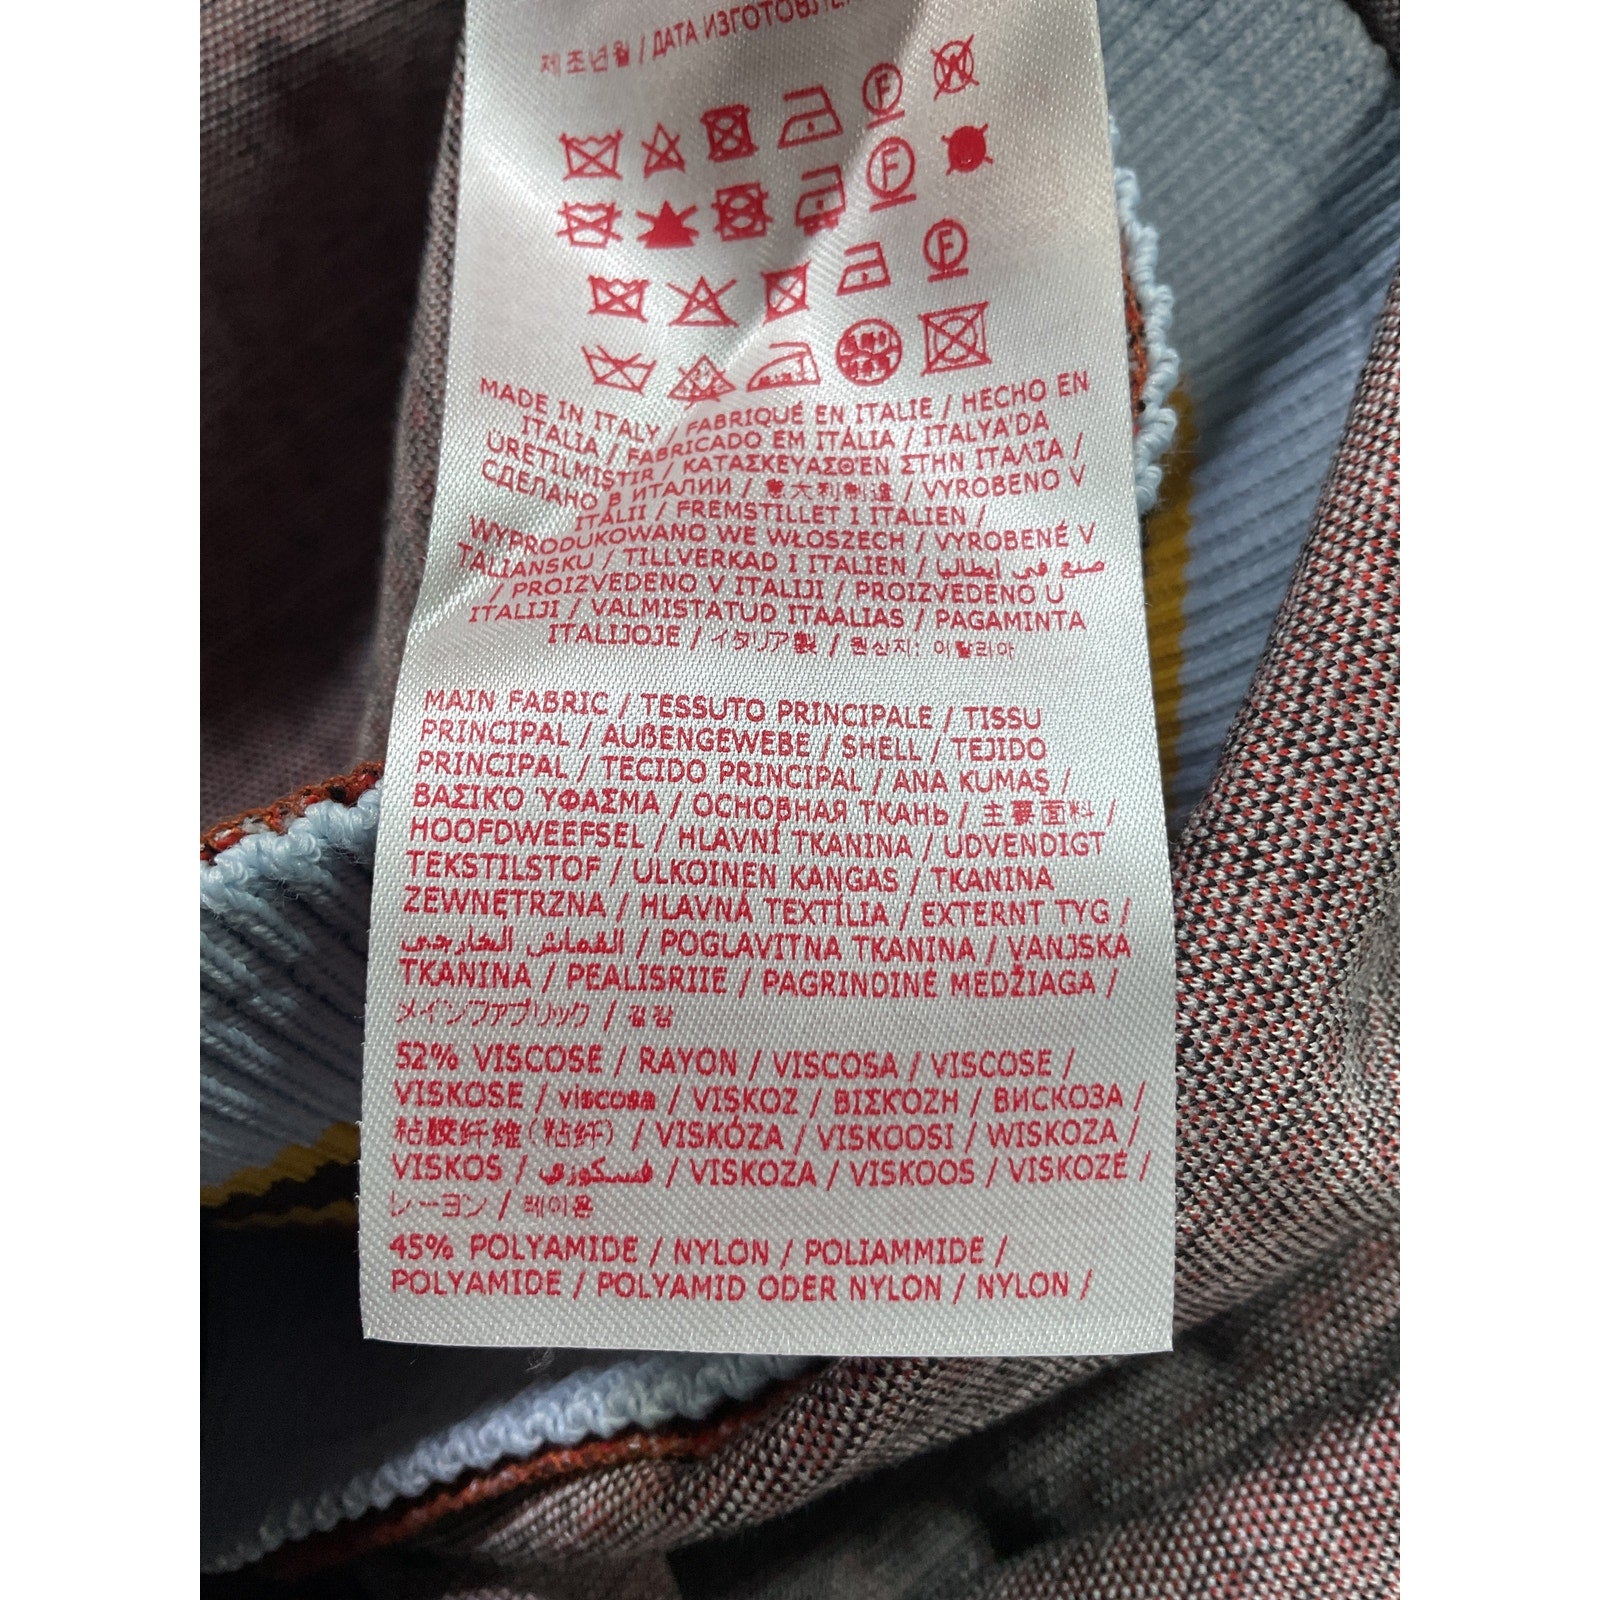 제조년월 / ДАТА
MADE IN ITALY / FABRIQUÉ EN ITALIE / HECHO EN
ITALIA / FABRICADO EM ITÁLIA / ITALYA'DA
ÜRETILMIŞTIR / ΚΑΤΑΣΚΕΥΑΣΘΈΝ ΣΤΗΝ ΙΤΑΛΊΑ /
СДЕЛАНО В ИТАЛИИ / 意大利制造 / VYROBENO V
ITÁLII / FREMSTILLET I ITALIEN /
WYPRODUKOWANO WE WŁOSZECH / VYROBENÉ V
TALIANSKU / TILLVERKAD I ITALIEN / صنع في ايطاليا
/ PROIZVEDENO V ITALIJI / PROIZVEDENO U
ITALIJI / VALMISTATUD ITAALIAS / PAGAMINTA
ITALIJOJE / イタリア製 / 원산지: 이탈리아
MAIN FABRIC / TESSUTO PRINCIPALE / TISSU
PRINCIPAL / AUßENGEWEBE / SHELL / TEJIDO
PRINCIPAL / TECIDO PRINCIPAL / ANA KUMAŞ /
ΒΑΣΙΚΟ ΎΦΑΣΜΑ / ОСНОВНАЯ ТКАНЬ / 主要面料 /
HOOFDWEEFSEL / HLAVNÍ TKANINA / UDVENDIGT
TEKSTILSTOF / ULKOINEN KANGAS / TKANINA
ZEWNĘTRZNA / HLAVNÁ TEXTÍLIA / EXTERNT TYG /
القماش الخارجي / POGLAVITNA TKANINA / VANJSKA
TKANINA / PEALISRIIE / PAGRINDINĖ MEDŽIAGA /
メインファブリック / 겉감
52% VISCOSE / RAYON / VISCOSA / VISCOSE /
VISKOSE / viscosa / VISKOZ / ΒΙΣΚΌΖΗ / ВИСКОЗА /
粘胶纤维(粘纤) / VISKÓZA / VISKOOSI / WISKOZA /
VISKOS / فسكوزي / VISKOZA / VISKOOS / VISKOZĖ /
レーヨン / 레이온
45% POLYAMIDE / NYLON / POLIAMMIDE /
POLYAMIDE / POLYAMID ODER NYLON / NYLON /